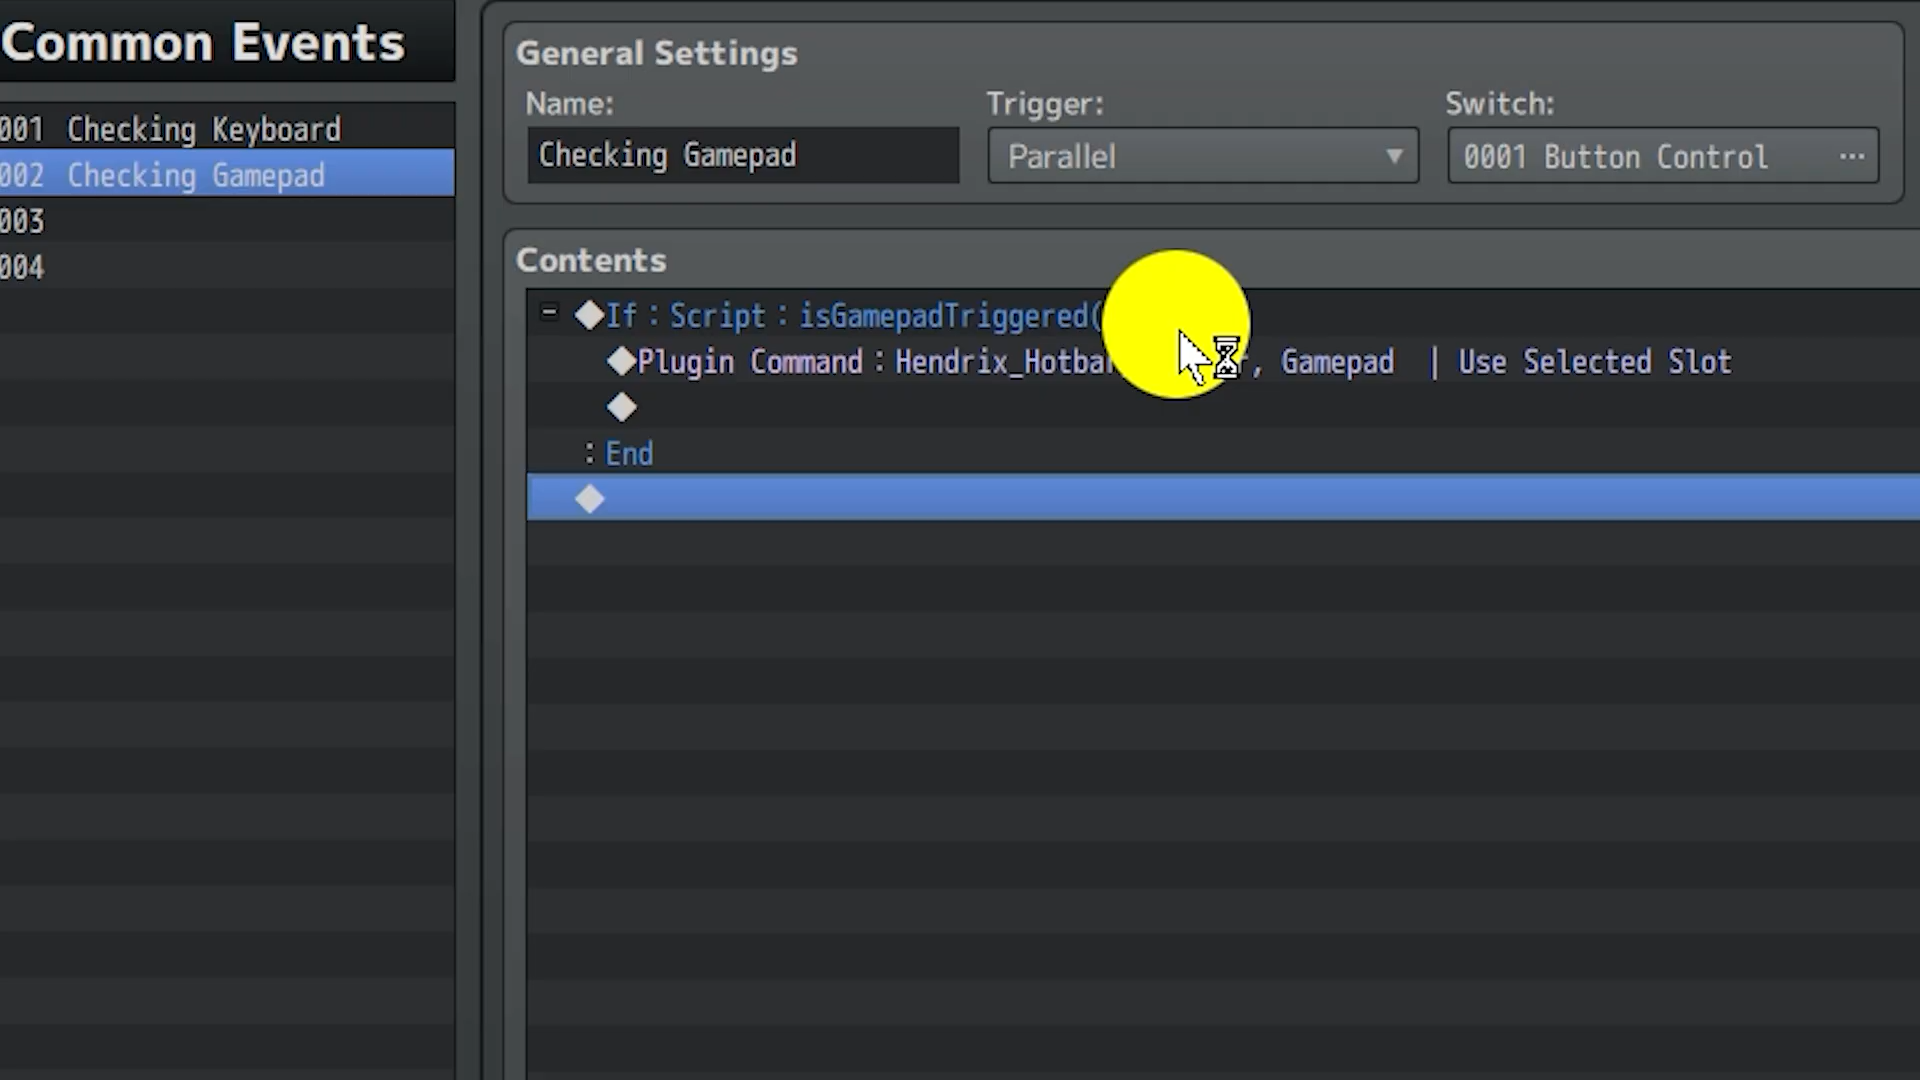 Common Events
001 Checking Keyboard
002 Checking Gamepad
003
004
General Settings
Name:
Trigger:
Switch:
Checking Gamepad
Parallel
0001 Button Control ...
Contents
◆If：Script：isGamepadTriggered(
◆Plugin Command：Hendrix_Hotbar , Gamepad | Use Selected Slot
◆
：End
◆